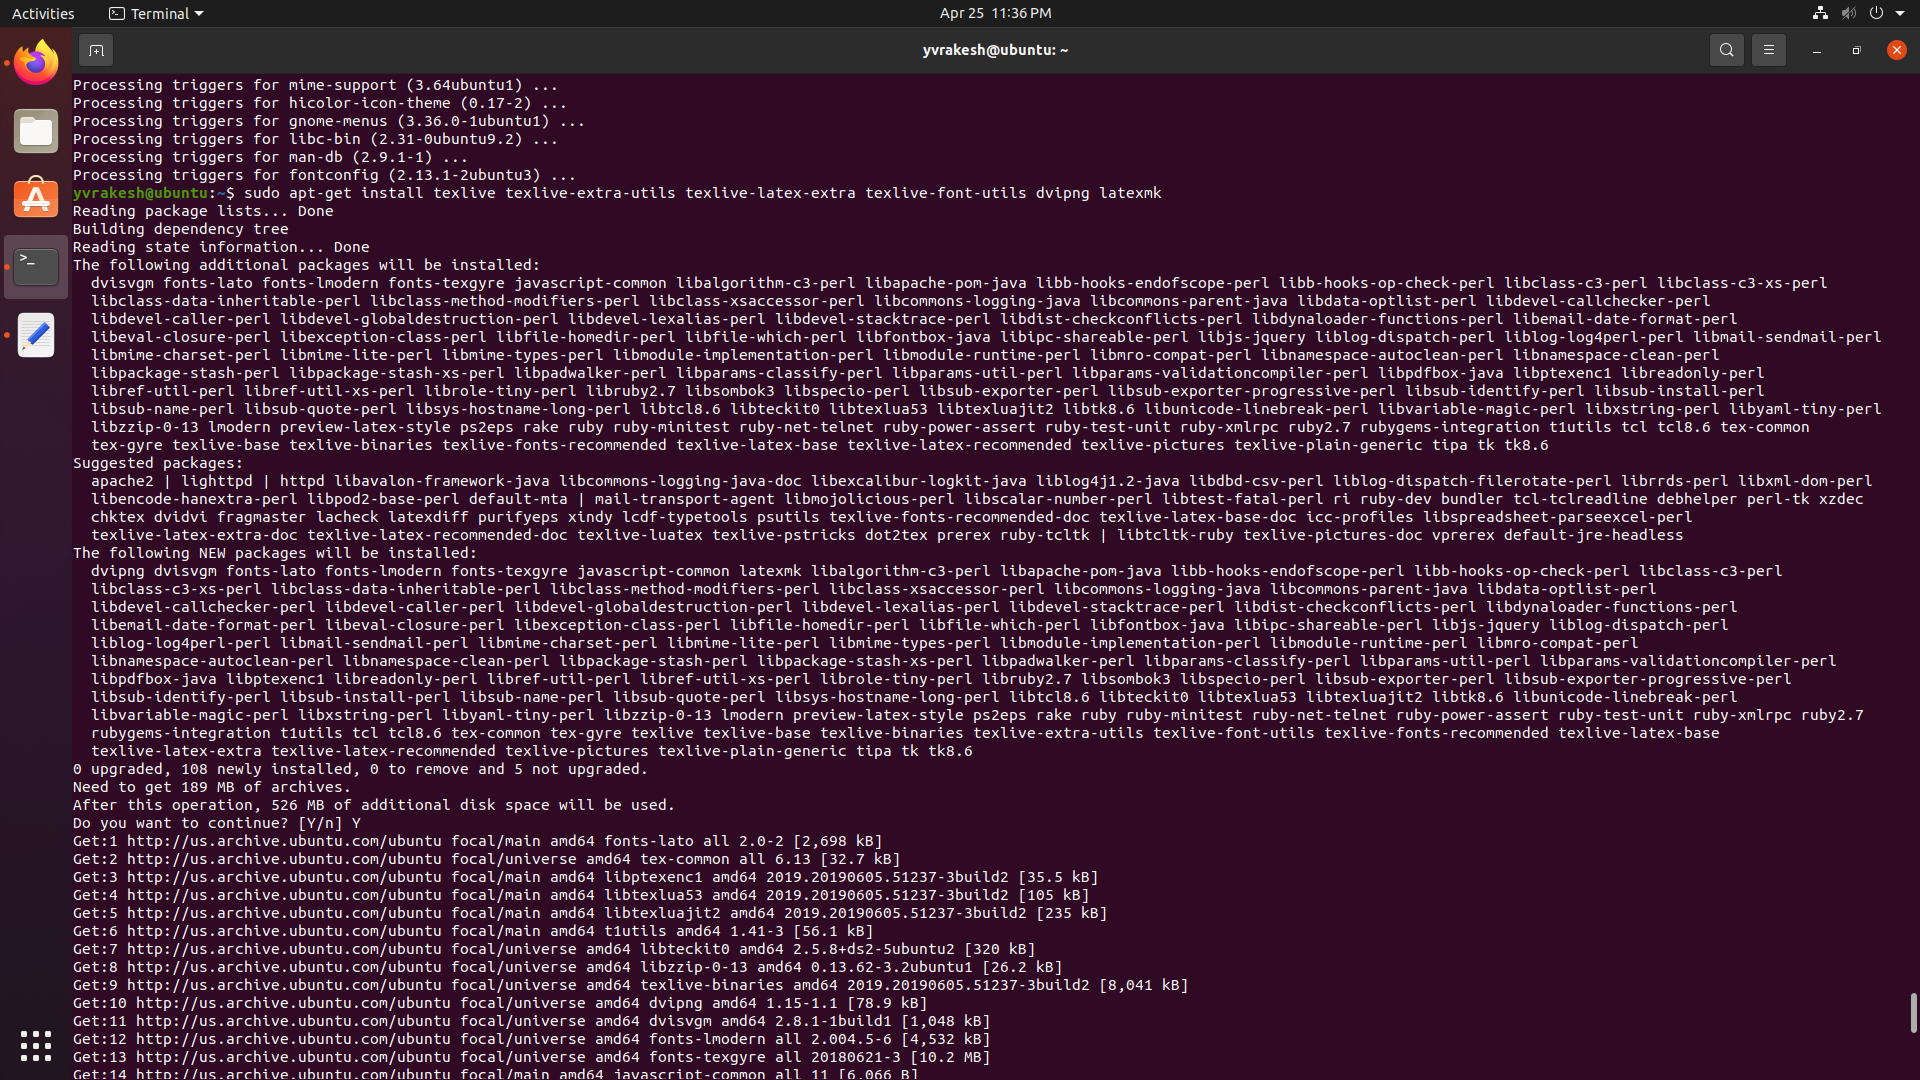 Activities
Terminal
Apr 25 11:36 PM
yvrakesh@ubuntu: ~
Processing triggers for mime-support (3.64ubuntu1) ...
Processing triggers for hicolor-icon-theme (0.17-2) ...
Processing triggers for gnome-menus (3.36.0-1ubuntu1) ...
Processing triggers for libc-bin (2.31-0ubuntu9.2) ...
Processing triggers for man-db (2.9.1-1) ...
Processing triggers for fontconfig (2.13.1-2ubuntu3) ...
yvrakesh@ubuntu:~$ sudo apt-get install texlive texlive-extra-utils texlive-latex-extra texlive-font-utils dvipng latexmk
Reading package lists... Done
Building dependency tree
Reading state information... Done
The following additional packages will be installed:
dvisvgm fonts-lato fonts-lmodern fonts-texgyre javascript-common libalgorithm-c3-perl libapache-pom-java libb-hooks-endofscope-perl libb-hooks-op-check-perl libclass-c3-perl libclass-c3-xs-perl
libclass-data-inheritable-perl libclass-method-modifiers-perl libclass-xsaccessor-perl libcommons-logging-java libcommons-parent-java libdata-optlist-perl libdevel-callchecker-perl
libdevel-caller-perl libdevel-globaldestruction-perl libdevel-lexalias-perl libdevel-stacktrace-perl libdist-checkconflicts-perl libdynaloader-functions-perl libemail-date-format-perl
libeval-closure-perl libexception-class-perl libfile-homedir-perl libfile-which-perl libfontbox-java libipc-shareable-perl libjs-jquery liblog-dispatch-perl liblog-log4perl-perl libmail-sendmail-perl
libmime-charset-perl libmime-lite-perl libmime-types-perl libmodule-implementation-perl libmodule-runtime-perl libmro-compat-perl libnamespace-autoclean-perl libnamespace-clean-perl
libpackage-stash-perl libpackage-stash-xs-perl libpadwalker-perl libparams-classify-perl libparams-util-perl libparams-validationcompiler-perl libpdfbox-java libptexenc1 libreadonly-perl
libref-util-perl libref-util-xs-perl librole-tiny-perl libruby2.7 libsombok3 libspecio-perl libsub-exporter-perl libsub-exporter-progressive-perl libsub-identify-perl libsub-install-perl
libsub-name-perl libsub-quote-perl libsys-hostname-long-perl libtcl8.6 libteckit0 libtexlua53 libtexluajit2 libtk8.6 libunicode-linebreak-perl libvariable-magic-perl libxstring-perl libyaml-tiny-perl
libzzip-0-13 lmodern preview-latex-style ps2eps rake ruby ruby-minitest ruby-net-telnet ruby-power-assert ruby-test-unit ruby-xmlrpc ruby2.7 rubygems-integration t1utils tcl tcl8.6 tex-common
tex-gyre texlive-base texlive-binaries texlive-fonts-recommended texlive-latex-base texlive-latex-recommended texlive-pictures texlive-plain-generic tipa tk tk8.6
Suggested packages:
apache2 | lighttpd | httpd libavalon-framework-java libcommons-logging-java-doc libexcalibur-logkit-java liblog4j1.2-java libdbd-csv-perl liblog-dispatch-filerotate-perl librrds-perl libxml-dom-perl
libencode-hanextra-perl libpod2-base-perl default-mta | mail-transport-agent libmojolicious-perl libscalar-number-perl libtest-fatal-perl ri ruby-dev bundler tcl-tclreadline debhelper perl-tk xzdec
chktex dvidvi fragmaster lacheck latexdiff purifyeps xindy lcdf-typetools psutils texlive-fonts-recommended-doc texlive-latex-base-doc icc-profiles libspreadsheet-parseexcel-perl
texlive-latex-extra-doc texlive-latex-recommended-doc texlive-luatex texlive-pstricks dot2tex prerex ruby-tcltk | libtcltk-ruby texlive-pictures-doc vprerex default-jre-headless
The following NEW packages will be installed:
dvipng dvisvgm fonts-lato fonts-lmodern fonts-texgyre javascript-common latexmk libalgorithm-c3-perl libapache-pom-java libb-hooks-endofscope-perl libb-hooks-op-check-perl libclass-c3-perl
libclass-c3-xs-perl libclass-data-inheritable-perl libclass-method-modifiers-perl libclass-xsaccessor-perl libcommons-logging-java libcommons-parent-java libdata-optlist-perl
libdevel-callchecker-perl libdevel-caller-perl libdevel-globaldestruction-perl libdevel-lexalias-perl libdevel-stacktrace-perl libdist-checkconflicts-perl libdynaloader-functions-perl
libemail-date-format-perl libeval-closure-perl libexception-class-perl libfile-homedir-perl libfile-which-perl libfontbox-java libipc-shareable-perl libjs-jquery liblog-dispatch-perl
liblog-log4perl-perl libmail-sendmail-perl libmime-charset-perl libmime-lite-perl libmime-types-perl libmodule-implementation-perl libmodule-runtime-perl libmro-compat-perl
libnamespace-autoclean-perl libnamespace-clean-perl libpackage-stash-perl libpackage-stash-xs-perl libpadwalker-perl libparams-classify-perl libparams-util-perl libparams-validationcompiler-perl
libpdfbox-java libptexenc1 libreadonly-perl libref-util-perl libref-util-xs-perl librole-tiny-perl libruby2.7 libsombok3 libspecio-perl libsub-exporter-perl libsub-exporter-progressive-perl
libsub-identify-perl libsub-install-perl libsub-name-perl libsub-quote-perl libsys-hostname-long-perl libtcl8.6 libteckit0 libtexlua53 libtexluajit2 libtk8.6 libunicode-linebreak-perl
libvariable-magic-perl libxstring-perl libyaml-tiny-perl libzzip-0-13 lmodern preview-latex-style ps2eps rake ruby ruby-minitest ruby-net-telnet ruby-power-assert ruby-test-unit ruby-xmlrpc ruby2.7
rubygems-integration t1utils tcl tcl8.6 tex-common tex-gyre texlive texlive-base texlive-binaries texlive-extra-utils texlive-font-utils texlive-fonts-recommended texlive-latex-base
texlive-latex-extra texlive-latex-recommended texlive-pictures texlive-plain-generic tipa tk tk8.6
0 upgraded, 108 newly installed, 0 to remove and 5 not upgraded.
Need to get 189 MB of archives.
After this operation, 526 MB of additional disk space will be used.
Do you want to continue? [Y/n] Y
Get:1 http://us.archive.ubuntu.com/ubuntu focal/main amd64 fonts-lato all 2.0-2 [2,698 kB]
Get:2 http://us.archive.ubuntu.com/ubuntu focal/universe amd64 tex-common all 6.13 [32.7 kB]
Get:3 http://us.archive.ubuntu.com/ubuntu focal/main amd64 libptexenc1 amd64 2019.20190605.51237-3build2 [35.5 kB]
Get:4 http://us.archive.ubuntu.com/ubuntu focal/main amd64 libtexlua53 amd64 2019.20190605.51237-3build2 [105 kB]
Get:5 http://us.archive.ubuntu.com/ubuntu focal/main amd64 libtexluajit2 amd64 2019.20190605.51237-3build2 [235 kB]
Get:6 http://us.archive.ubuntu.com/ubuntu focal/main amd64 t1utils amd64 1.41-3 [56.1 kB]
Get:7 http://us.archive.ubuntu.com/ubuntu focal/universe amd64 libteckit0 amd64 2.5.8+ds2-5ubuntu2 [320 kB]
Get:8 http://us.archive.ubuntu.com/ubuntu focal/universe amd64 libzzip-0-13 amd64 0.13.62-3.2ubuntu1 [26.2 kB]
Get:9 http://us.archive.ubuntu.com/ubuntu focal/universe amd64 texlive-binaries amd64 2019.20190605.51237-3build2 [8,041 kB]
Get:10 http://us.archive.ubuntu.com/ubuntu focal/universe amd64 dvipng amd64 1.15-1.1 [78.9 kB]
Get:11 http://us.archive.ubuntu.com/ubuntu focal/universe amd64 dvisvgm amd64 2.8.1-1build1 [1,048 kB]
Get:12 http://us.archive.ubuntu.com/ubuntu focal/universe amd64 fonts-lmodern all 2.004.5-6 [4,532 kB]
Get:13 http://us.archive.ubuntu.com/ubuntu focal/universe amd64 fonts-texgyre all 20180621-3 [10.2 MB]
Get:14 http://us.archive.ubuntu.com/ubuntu focal/main amd64 javascript-common all 11 [6,066 B]